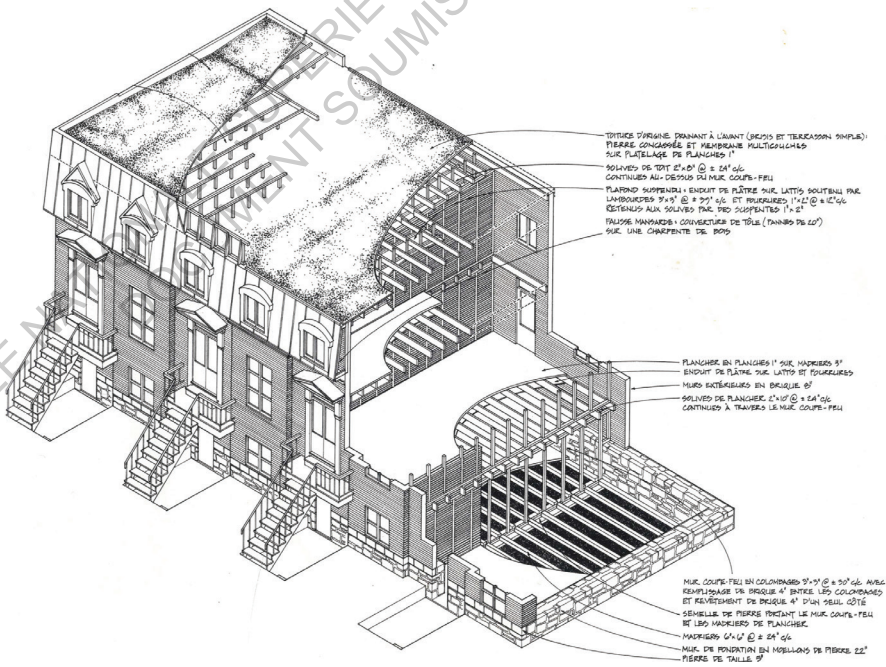 LE NAT SUPÉRIE
DOCUMENT SOUMIS
TOITURE D'ORIGINE DRAINANT À L'AVANT (BRISIS ET TERRASSON SIMPLE):
PIERRE CONCASSÉE ET MEMBRANE MULTICOUCHES
SUR PLATELAGE DE PLANCHES 1"
SOLIVES DE TOIT 2"x8" @ ± 24" c/c
CONTINUES AU-DESSUS DU MUR COUPE-FEU
PLAFOND SUSPENDU: ENDUIT DE PLÂTRE SUR LATTIS SOUTENU PAR
LAMBOURDES 3"x3" @ ± c/c ET FOURRURES 1"x2" @ ± 12" c/c
RETENUS AUX SOLIVES PAR DES SUSPENTES 1"x2"
FAUSSE MANSARDE: COUVERTURE DE TÔLE (PANNES DE 20")
SUR UNE CHARPENTE DE BOIS
PLANCHER EN PLANCHES 1" SUR MADRIERS 3"
ENDUIT DE PLÂTRE SUR LATTIS ET FOURRURES
MURS EXTÉRIEURS EN BRIQUE 8"
SOLIVES DE PLANCHER 2"x10" @ ± 24" c/c
CONTINUES À TRAVERS LE MUR COUPE-FEU
MUR COUPE-FEU EN COLOMBAGES 3"x3" @ ± 30" c/c AVEC
REMPLISSAGE DE BRIQUE 4" ENTRE LES COLOMBAGES
ET REVÊTEMENT DE BRIQUE 4" D'UN SEUL CÔTÉ
SEMELLE DE PIERRE PORTANT LE MUR COUPE-FEU
ET LES MADRIERS DE PLANCHER
MADRIERS 6"x6" @ ± 24" c/c
MUR DE FONDATION EN MOELLONS DE PIERRE 22"
PIERRE DE TAILLE 5"